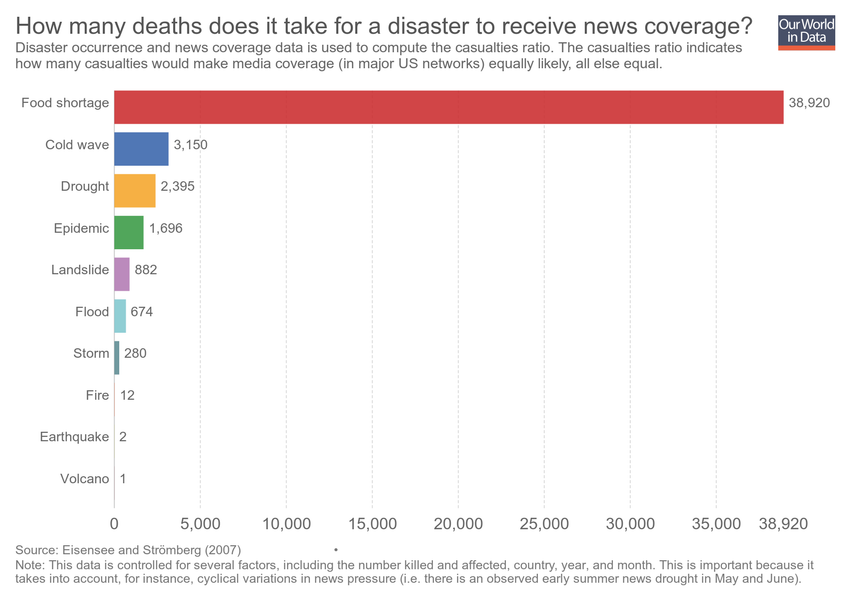 How many deaths does it take for a disaster to receive news coverage?
Our World
in Data
Disaster occurrence and news coverage data is used to compute the casualties ratio. The casualties ratio indicates
how many casualties would make media coverage (in major US networks) equally likely, all else equal.
Food shortage 38,920
Cold wave 3,150
Drought 2,395
Epidemic 1,696
Landslide 882
Flood 674
Storm 280
Fire 12
Earthquake 2
Volcano 1
0 5,000 10,000 15,000 20,000 25,000 30,000 35,000 38,920
Source: Eisensee and Strömberg (2007) •
Note: This data is controlled for several factors, including the number killed and affected, country, year, and month. This is important because it
takes into account, for instance, cyclical variations in news pressure (i.e. there is an observed early summer news drought in May and June).